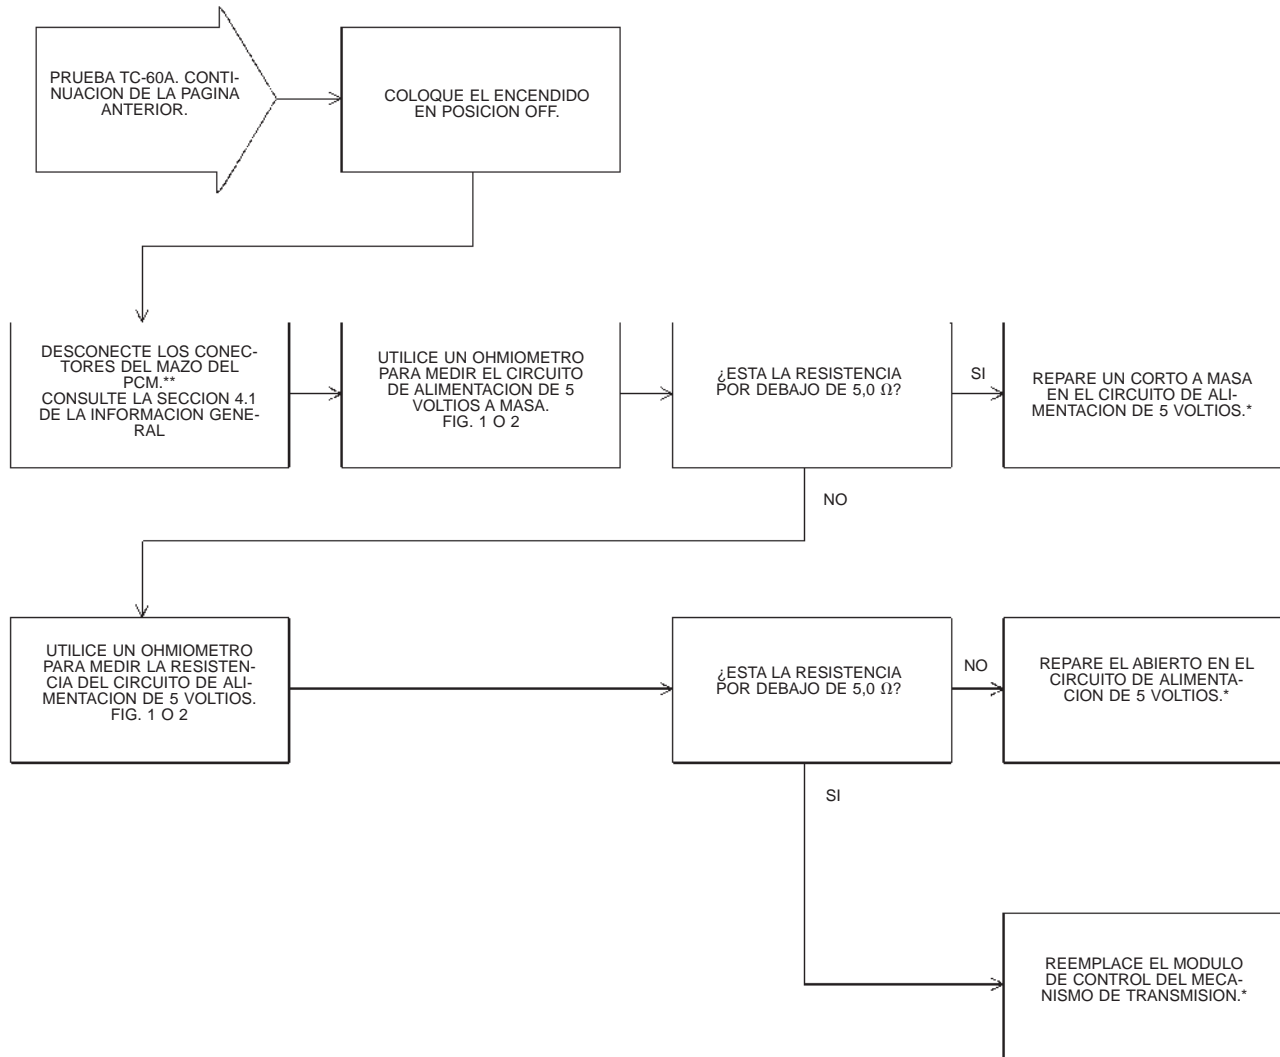 PRUEBA TC-60A. CONTI-
NUACION DE LA PAGINA
ANTERIOR.
COLOQUE EL ENCENDIDO
EN POSICION OFF.
DESCONECTE LOS CONEC-
TORES DEL MAZO DEL
PCM.**
CONSULTE LA SECCION 4.1
DE LA INFORMACION GENE-
RAL
UTILICE UN OHMIOMETRO
PARA MEDIR EL CIRCUITO
DE ALIMENTACION DE 5
VOLTIOS A MASA.
FIG. 1 O 2
¿ESTA LA RESISTENCIA
POR DEBAJO DE 5,0 Ω?
SI
REPARE UN CORTO A MASA
EN EL CIRCUITO DE ALI-
MENTACION DE 5 VOLTIOS.*
NO
UTILICE UN OHMIOMETRO
PARA MEDIR LA RESISTEN-
CIA DEL CIRCUITO DE ALI-
MENTACION DE 5 VOLTIOS.
FIG. 1 O 2
¿ESTA LA RESISTENCIA
POR DEBAJO DE 5,0 Ω?
NO
REPARE EL ABIERTO EN EL
CIRCUITO DE ALIMENTA-
CION DE 5 VOLTIOS.*
SI
REEMPLACE EL MODULO
DE CONTROL DEL MECA-
NISMO DE TRANSMISION.*